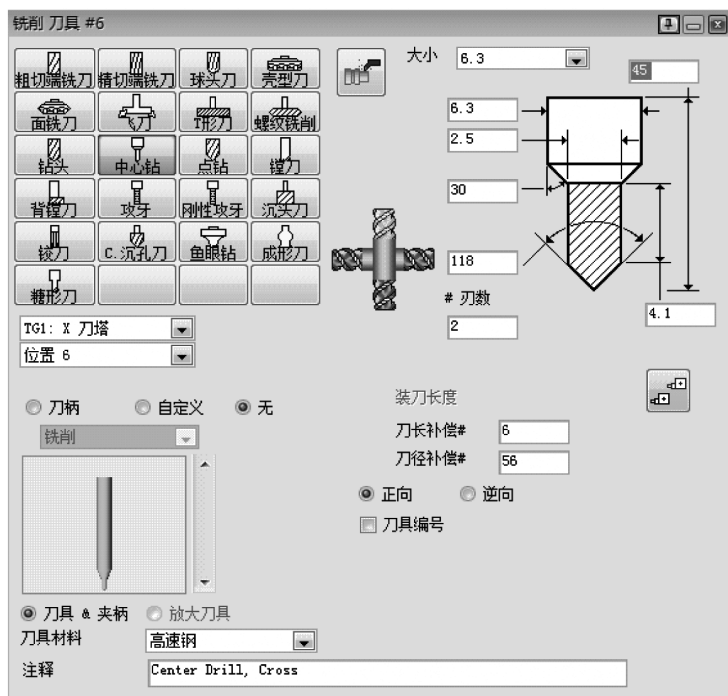 铣削 刀具 #6
大小 6.3
45
粗切端铣刀 精切端铣刀 球头刀 壳型刀
6.3
面铣刀 飞刀 T形刀 螺纹铣削
2.5
钻头 中心钻 点钻 镗刀
30
背镗刀 攻牙 刚性攻牙 沉头刀
铰刀 C.沉孔刀 鱼眼钻 成形刀
118
糖形刀
# 刃数
2
4.1
TG1: X 刀塔
位置 6
刀柄 自定义 无
铣削
装刀长度
刀长补偿# 6
刀径补偿# 56
正向 逆向
刀具编号
刀具 & 夹柄 放大刀具
刀具材料 高速钢
注释 Center Drill, Cross